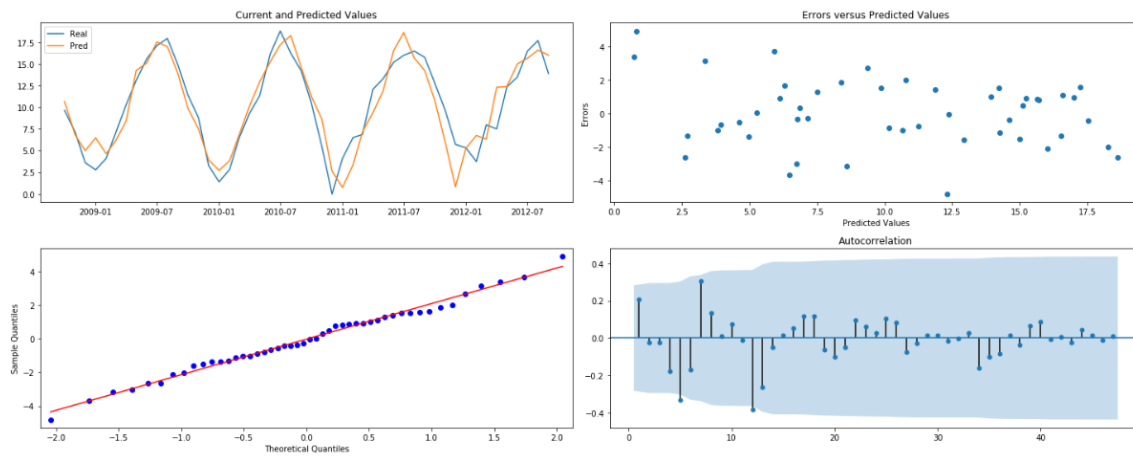 Current and Predicted Values
Real
Pred
17.5
15.0
12.5
10.0
7.5
5.0
2.5
0.0
2009-01 2009-07 2010-01 2010-07 2011-01 2011-07 2012-01 2012-07
Errors versus Predicted Values
Errors
4
2
0
−2
−4
0.0 2.5 5.0 7.5 10.0 12.5 15.0 17.5
Predicted Values
Sample Quantiles
4
2
0
−2
−4
−2.0 −1.5 −1.0 −0.5 0.0 0.5 1.0 1.5 2.0
Theoretical Quantiles
Autocorrelation
0.4
0.2
0.0
−0.2
−0.4
0 10 20 30 40